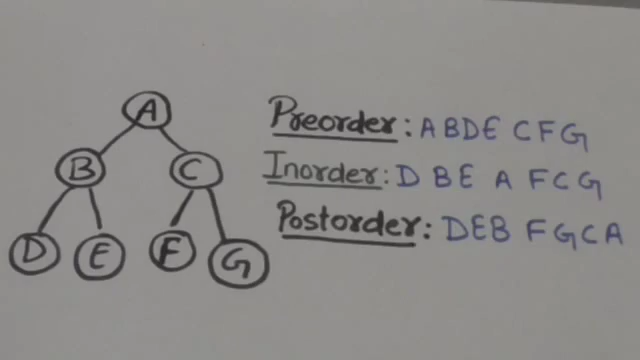 A
Preorder: A B D E C F G
B C
Inorder: D B E A F C G
Postorder: D E B F G C A
D E F G